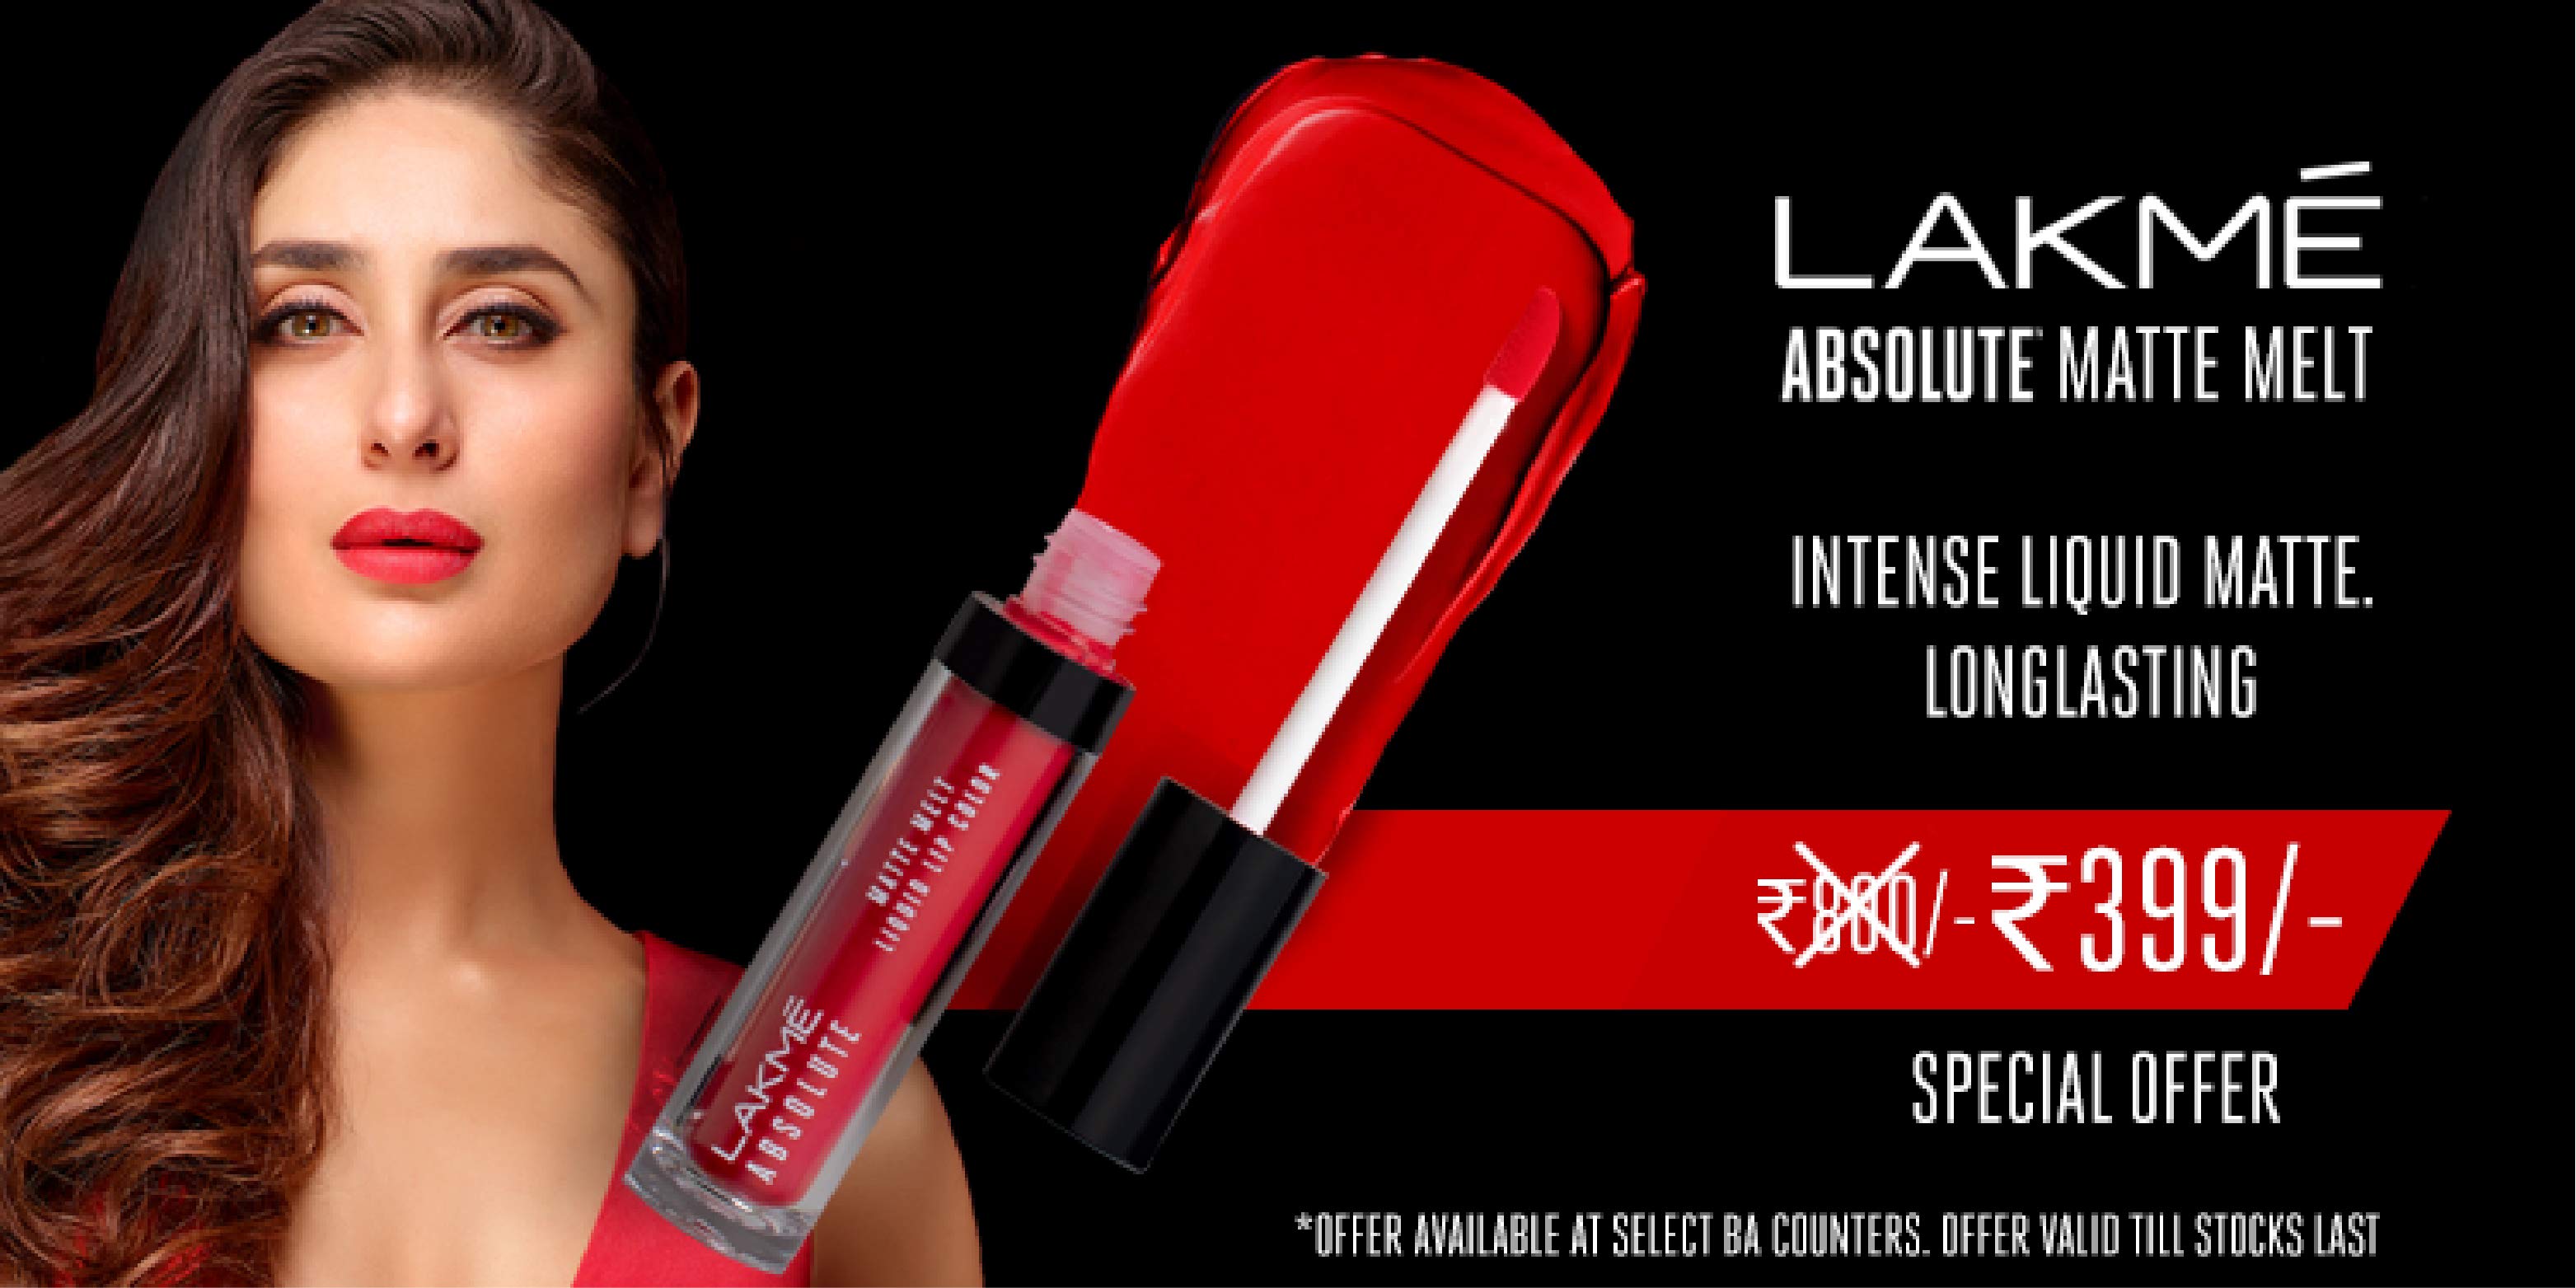 LAKMÉ
ABSOLUTE MATTE MELT
INTENSE LIQUID MATTE.
LONGLASTING
₹800/- ₹399/-
SPECIAL OFFER
*OFFER AVAILABLE AT SELECT BA COUNTERS. OFFER VALID TILL STOCKS LAST
MATTE MELT
LIQUID LIP COLOR
LAKMÉ
ABSOLUTE